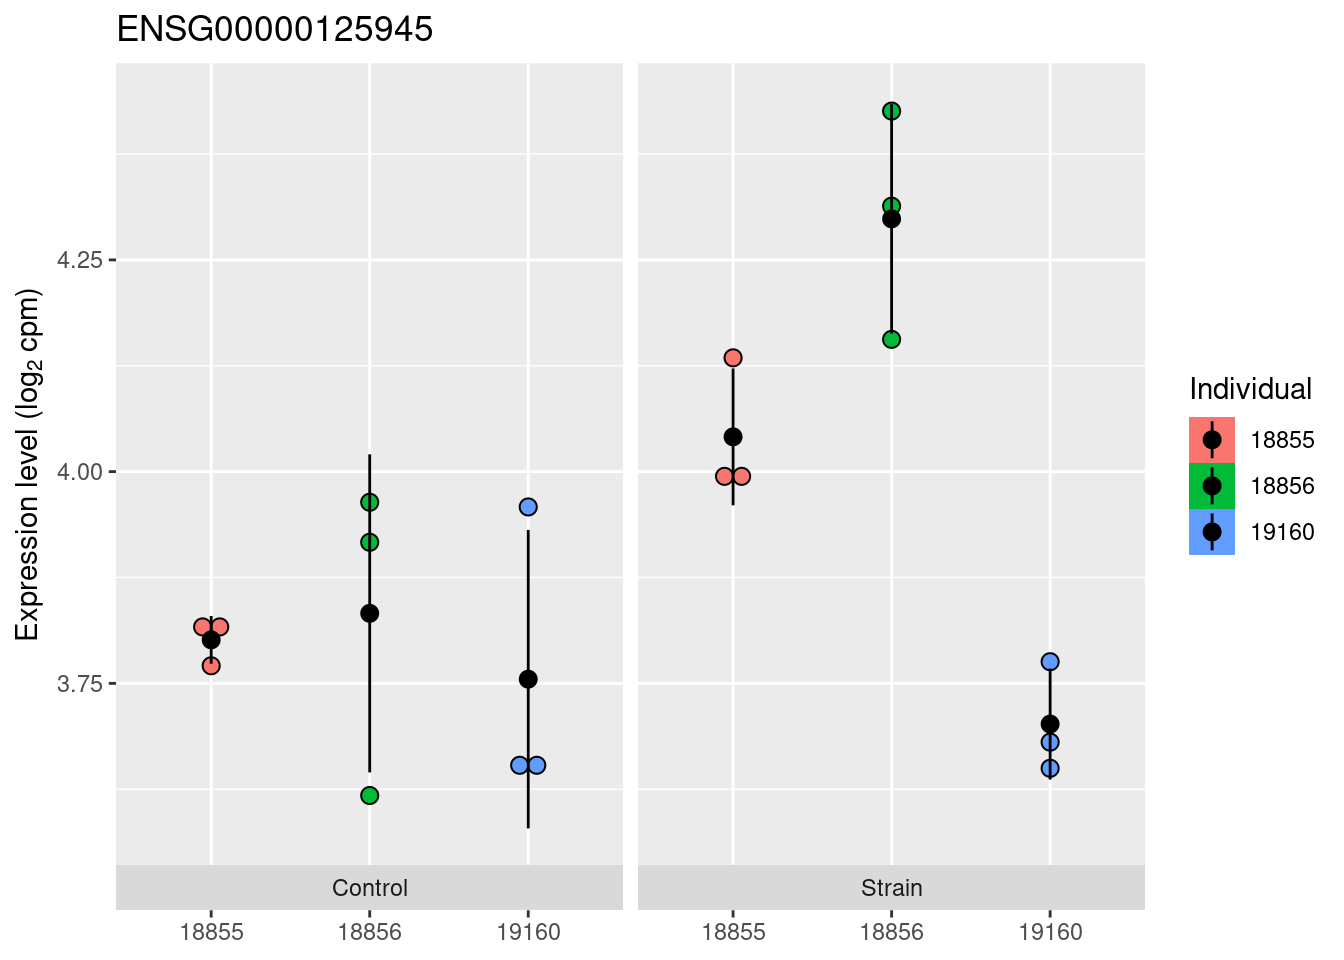 ENSG00000125945
Expression level (log₂ cpm)
4.25
4.00
3.75
Control
Strain
18855
18856
19160
18855
18856
19160
Individual
18855
18856
19160